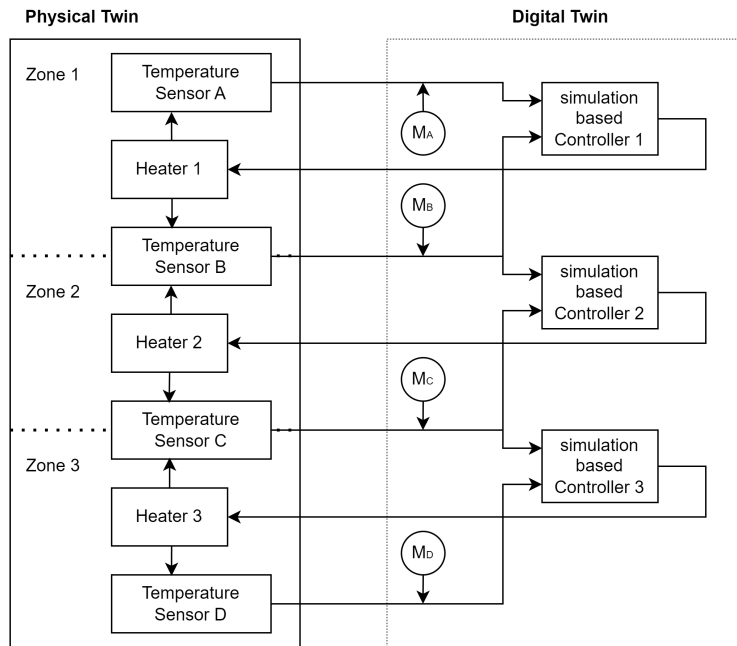 Physical Twin
Digital Twin
Zone 1
Temperature
Sensor A
simulation
based
Controller 1
MA
Heater 1
MB
Temperature
Sensor B
Zone 2
simulation
based
Controller 2
Heater 2
MC
Temperature
Sensor C
Zone 3
simulation
based
Controller 3
Heater 3
MD
Temperature
Sensor D